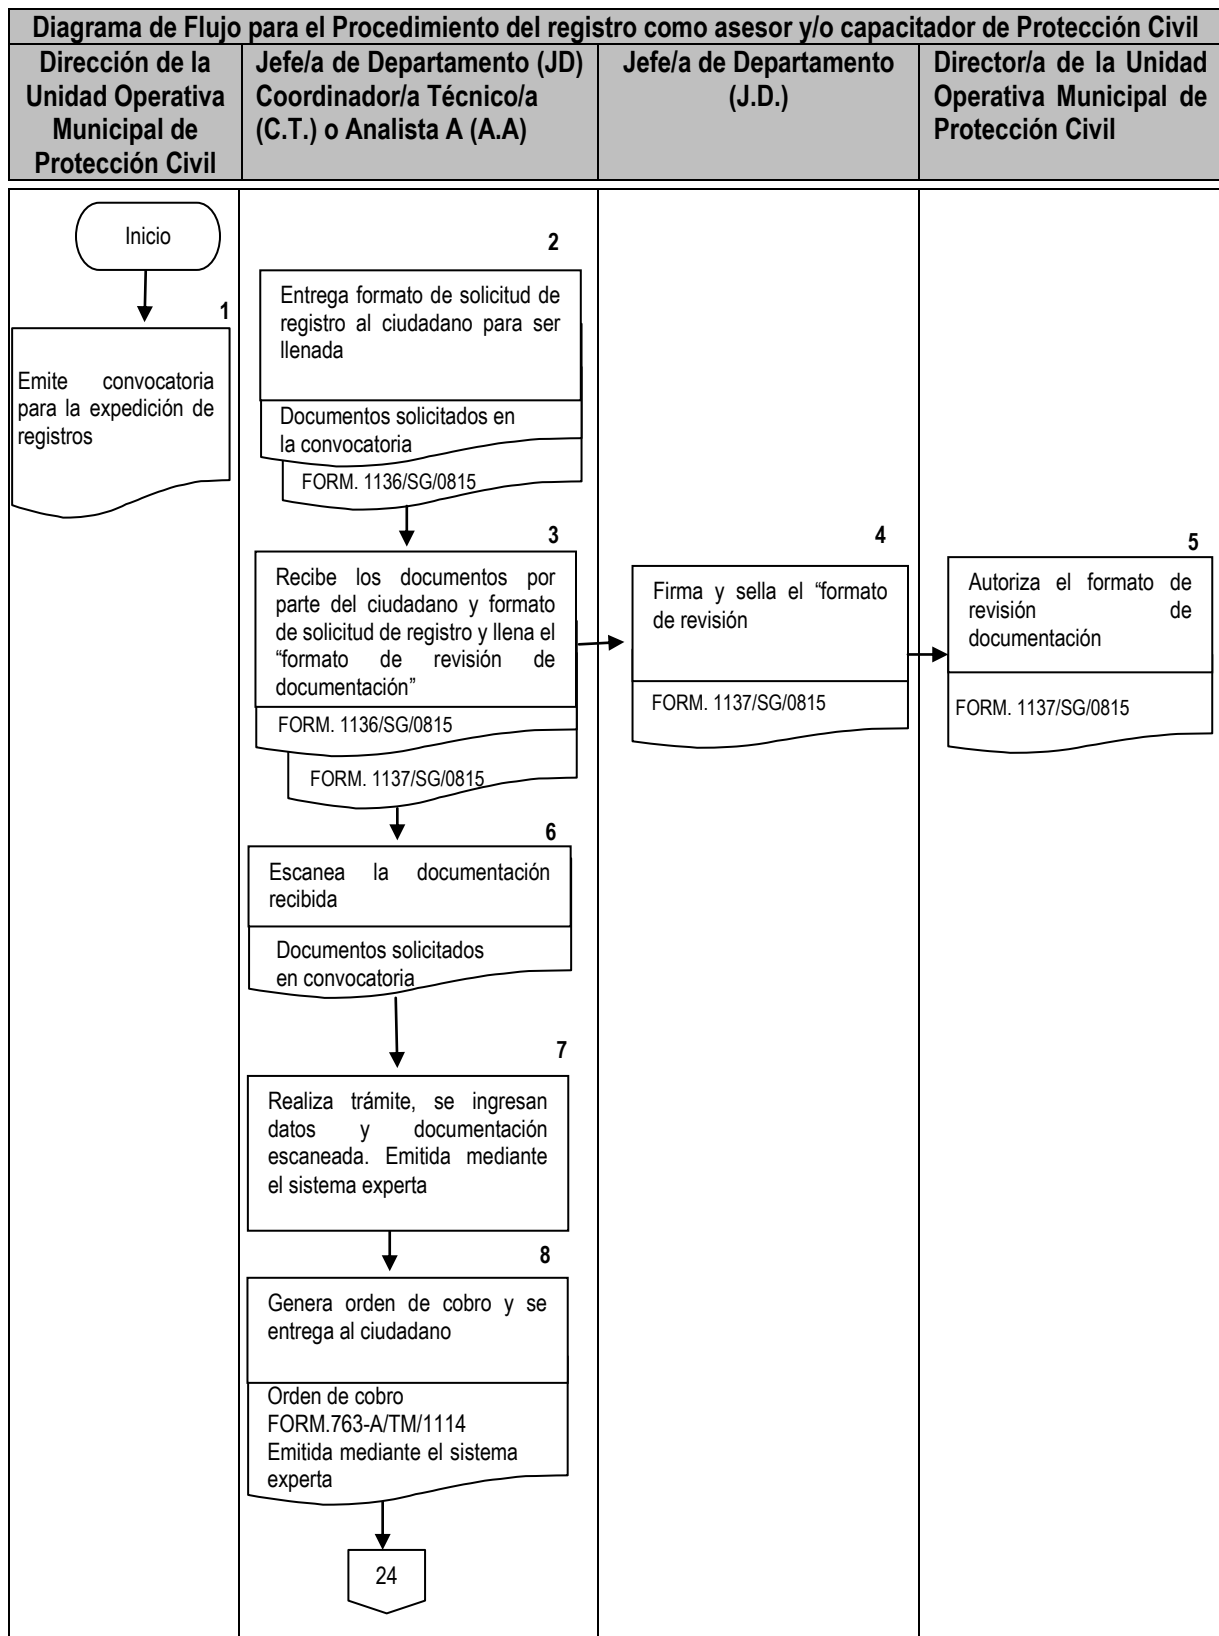 Diagrama de Flujo para el Procedimiento del registro como asesor y/o capacitador de Protección Civil
Dirección de la
Unidad Operativa
Municipal de
Protección Civil
Jefe/a de Departamento (JD)
Coordinador/a Técnico/a
(C.T.) o Analista A (A.A)
Jefe/a de Departamento
(J.D.)
Director/a de la Unidad
Operativa Municipal de
Protección Civil
Inicio
1
Emite convocatoria
para la expedición de
registros
2
Entrega formato de solicitud de
registro al ciudadano para ser
llenada
Documentos solicitados en
la convocatoria
FORM. 1136/SG/0815
3
Recibe los documentos por
parte del ciudadano y formato
de solicitud de registro y llena el
“formato de revisión de
documentación”
FORM. 1136/SG/0815
FORM. 1137/SG/0815
4
Firma y sella el “formato
de revisión
FORM. 1137/SG/0815
5
Autoriza el formato de
revisión de
documentación
FORM. 1137/SG/0815
6
Escanea la documentación
recibida
Documentos solicitados
en convocatoria
7
Realiza trámite, se ingresan
datos y documentación
escaneada. Emitida mediante
el sistema experta
8
Genera orden de cobro y se
entrega al ciudadano
Orden de cobro
FORM.763-A/TM/1114
Emitida mediante el sistema
experta
24